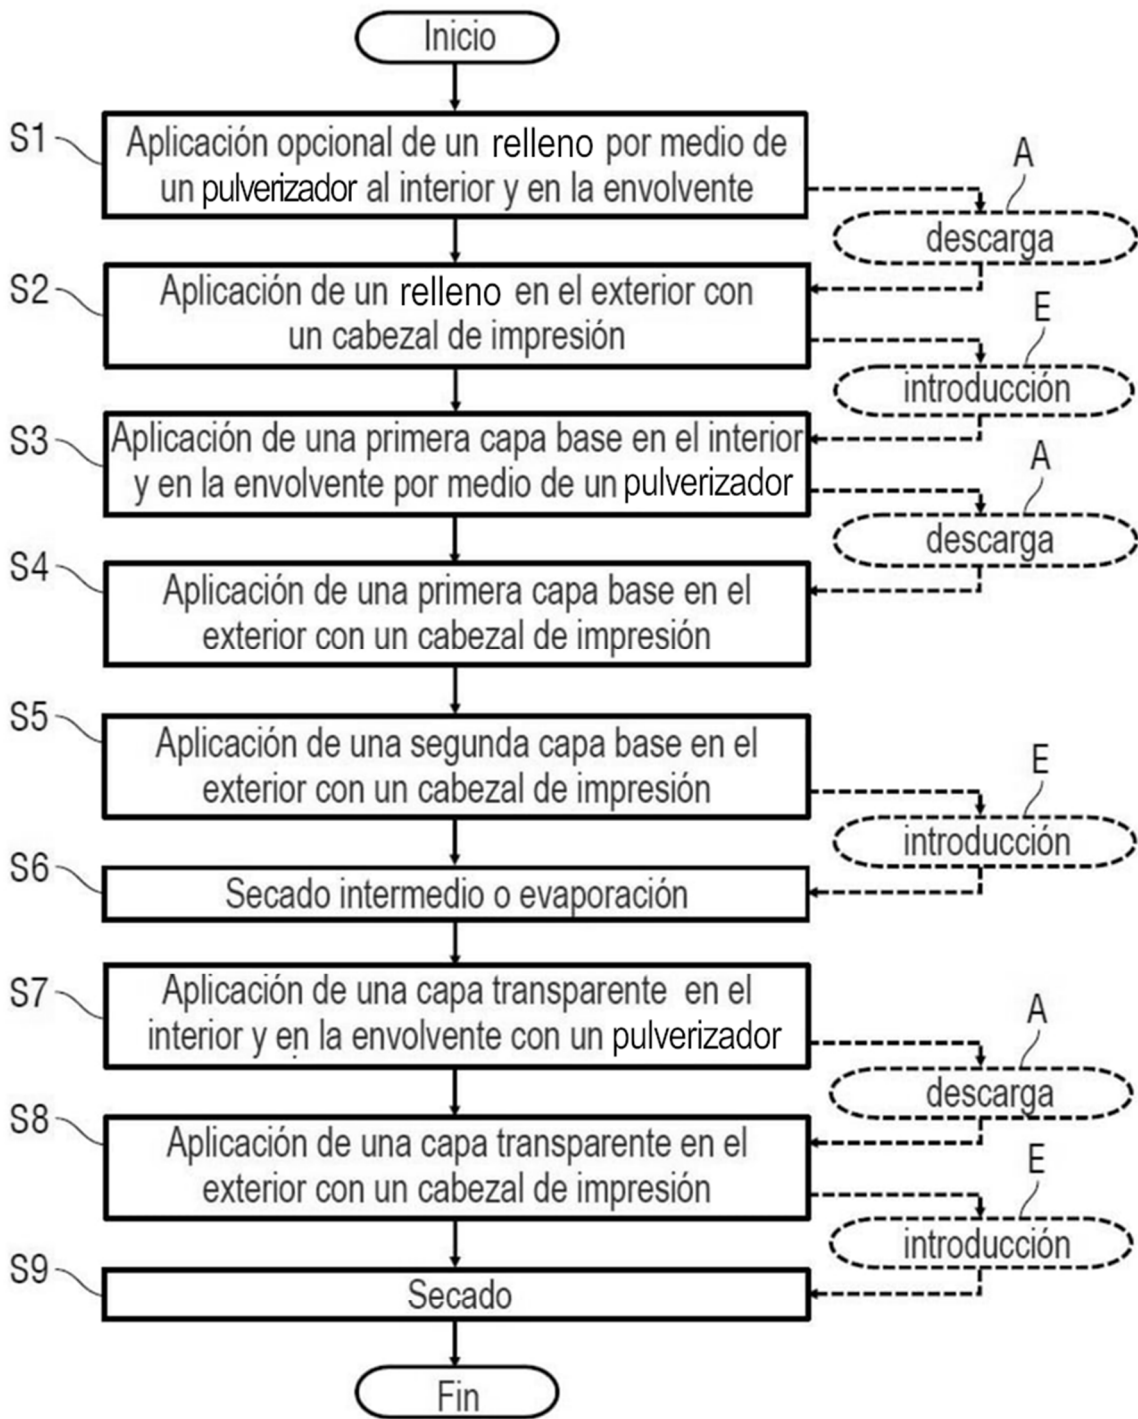 Inicio
S1
Aplicación opcional de un relleno por medio de
un pulverizador al interior y en la envolvente
A
descarga
S2
Aplicación de un relleno en el exterior con
un cabezal de impresión
E
introducción
S3
Aplicación de una primera capa base en el interior
y en la envolvente por medio de un pulverizador
A
descarga
S4
Aplicación de una primera capa base en el
exterior con un cabezal de impresión
S5
Aplicación de una segunda capa base en el
exterior con un cabezal de impresión
E
introducción
S6
Secado intermedio o evaporación
S7
Aplicación de una capa transparente en el
interior y en la envolvente con un pulverizador
A
descarga
S8
Aplicación de una capa transparente en el
exterior con un cabezal de impresión
E
introducción
S9
Secado
Fin